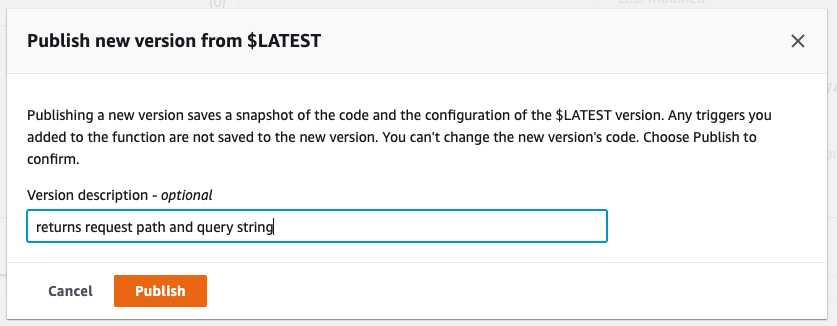 (0)
Last modified
Publish new version from $LATEST
Publishing a new version saves a snapshot of the code and the configuration of the $LATEST version. Any triggers you
added to the function are not saved to the new version. You can't change the new version's code. Choose Publish to
confirm.
Version description - optional
returns request path and query string
Cancel
Publish